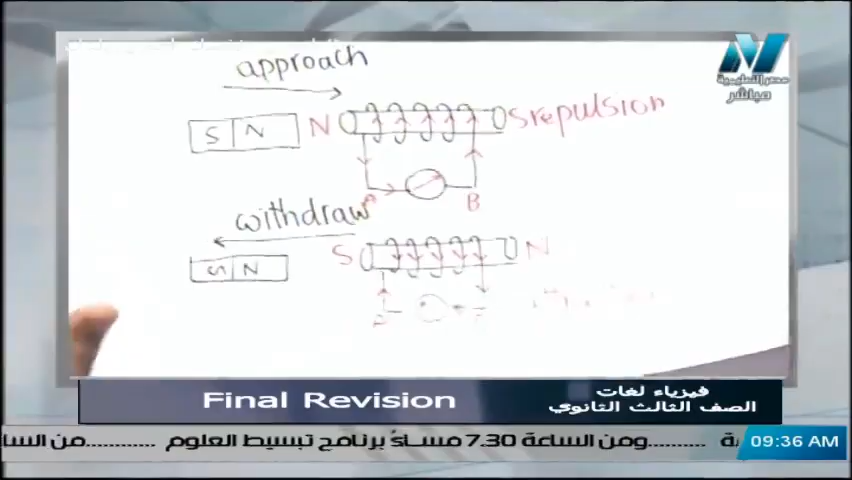 approach
S N N S repulsion
A B
withdraw
S N S N
مصر التعليمية
مباشر
Final Revision
فيزياء لغات
الصف الثالث الثانوي
ـة ..........ومن الساعة 7.30 مساءً برنامج تبسيط العلوم ..........من السا
09:36 AM